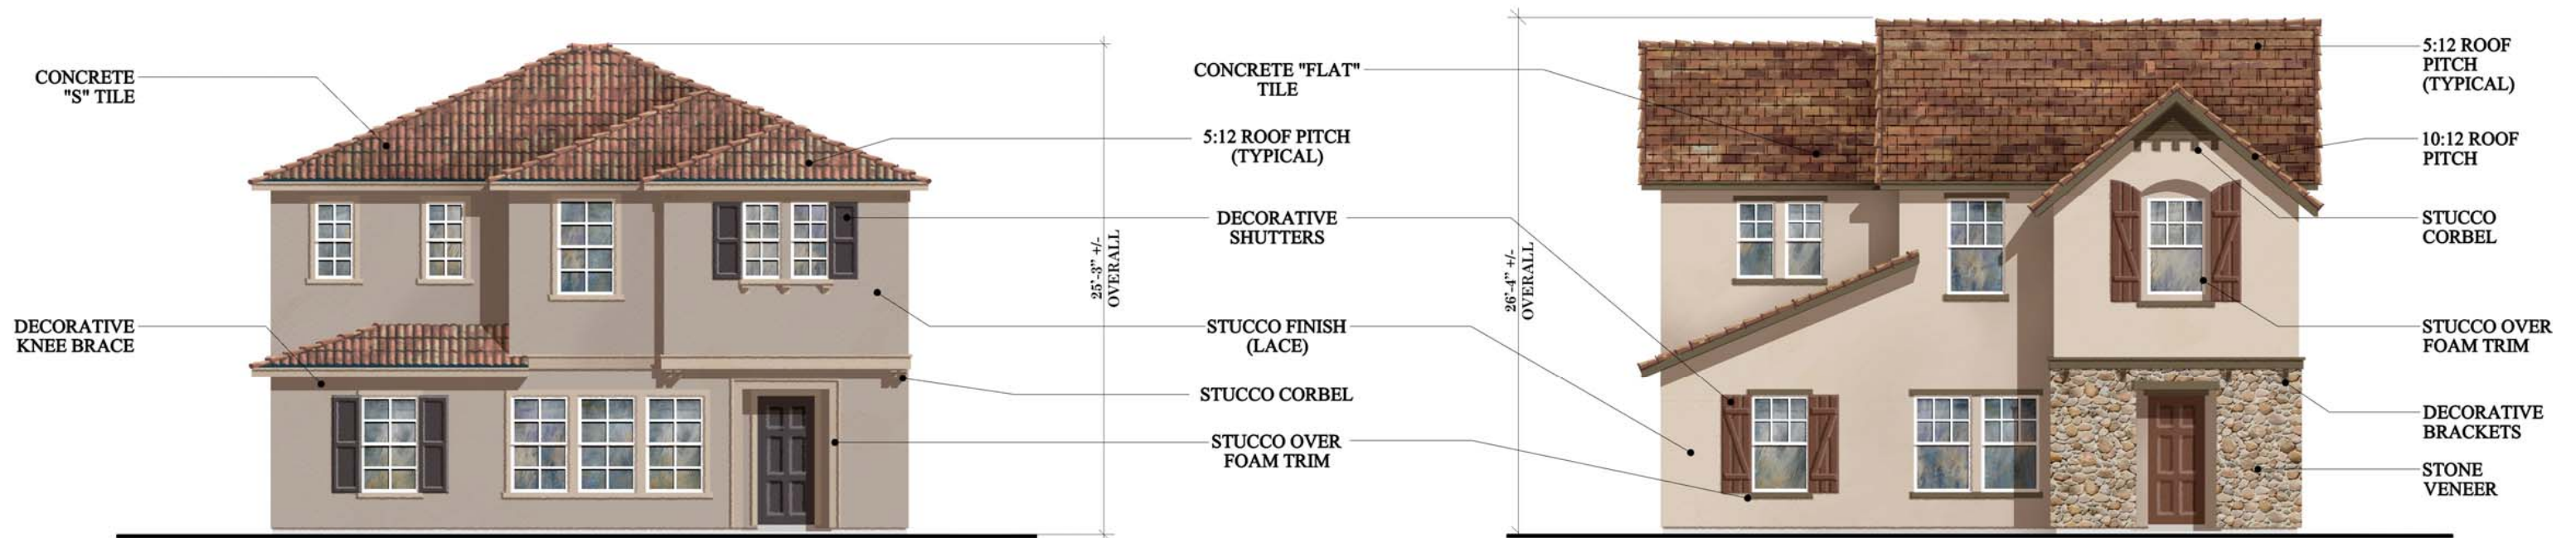 CONCRETE
"S" TILE
DECORATIVE
KNEE BRACE
25'-3" +/-
OVERALL
CONCRETE "FLAT"
TILE
5:12 ROOF PITCH
(TYPICAL)
DECORATIVE
SHUTTERS
STUCCO FINISH
(LACE)
STUCCO CORBEL
STUCCO OVER
FOAM TRIM
26'-4" +/-
OVERALL
5:12 ROOF
PITCH
(TYPICAL)
10:12 ROOF
PITCH
STUCCO
CORBEL
STUCCO OVER
FOAM TRIM
DECORATIVE
BRACKETS
STONE
VENEER